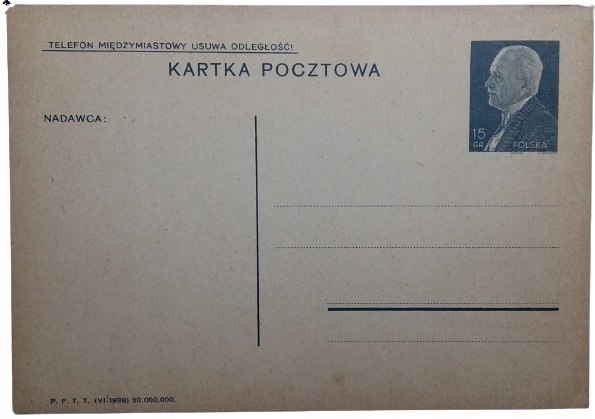 TELEFON MIĘDZYMIASTOWY USUWA ODLEGŁOŚĆ!
KARTKA POCZTOWA
15
GR POLSKA
NADAWCA:
P. P. T. T. (VI-1938) 20.000.000.